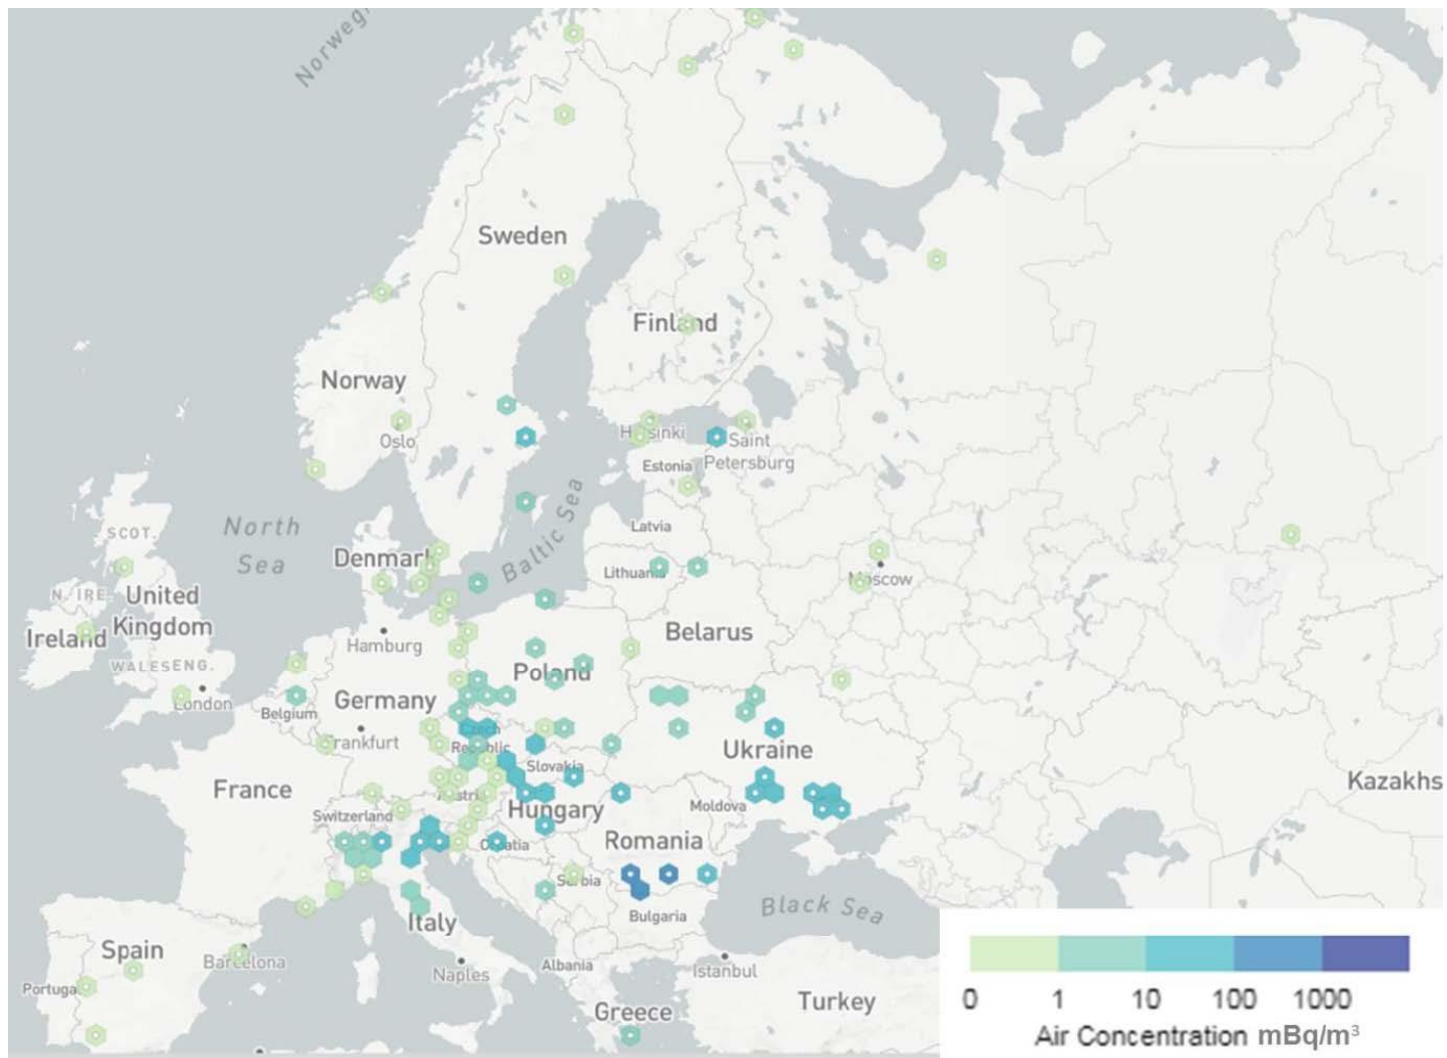 Norwegi
Sweden
Finland
Norway
Oslo
Helsinki
Saint
Petersburg
Estonia
North
Sea
Baltic Sea
SCOT.
Latvia
Denmark
Lithuania
Moscow
N. IRE.
United
Kingdom
Ireland
Hamburg
Belarus
WALES
ENG.
London
Poland
Germany
Belgium
Frankfurt
Czech
Republic
Ukraine
Slovakia
France
Austria
Kazakhs
Switzerland
Hungary
Moldova
Croatia
Romania
Serbia
Black Sea
Bulgaria
Italy
Spain
Barcelona
Naples
Albania
Istanbul
Portuga
Greece
Turkey
0 1 10 100 1000
Air Concentration mBq/m³